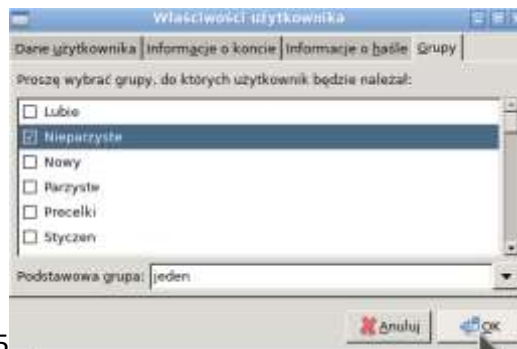 Właściwości użytkownika
Dane użytkownika Informacje o koncie Informacje o haśle Grupy
Proszę wybrać grupy, do których użytkownik będzie należał:
Lubie
Nieparzyste
Nowy
Parzyste
Precelki
Styczen
Podstawowa grupa: jeden
Anuluj OK
5